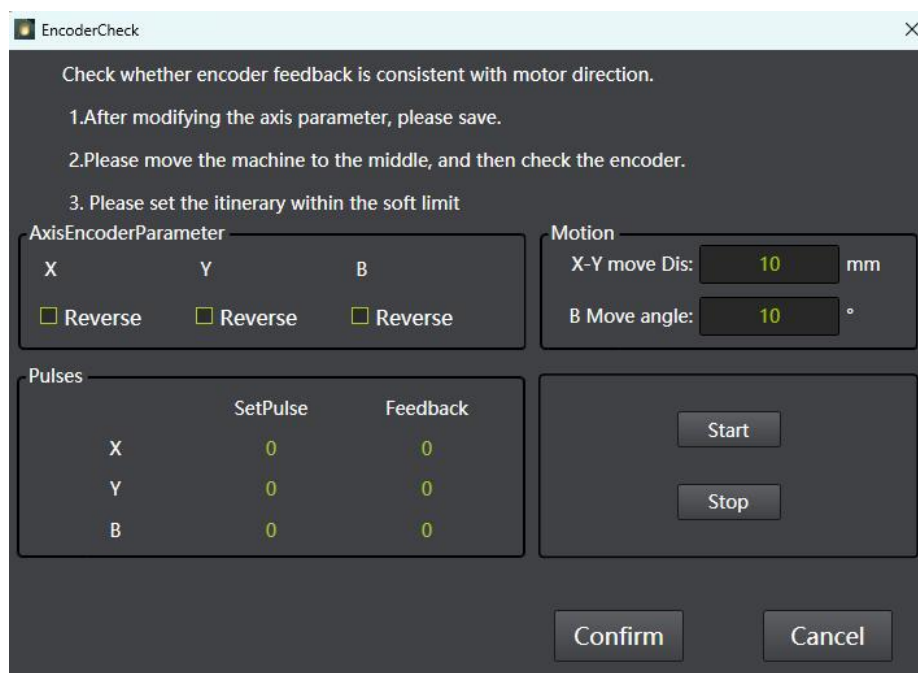 EncoderCheck
Check whether encoder feedback is consistent with motor direction.
1.After modifying the axis parameter, please save.
2.Please move the machine to the middle, and then check the encoder.
3. Please set the itinerary within the soft limit
AxisEncoderParameter
X Y B
Reverse Reverse Reverse
Motion
X-Y move Dis: 10 mm
B Move angle: 10 °
Pulses
SetPulse Feedback
X 0 0
Y 0 0
B 0 0
Start
Stop
Confirm Cancel